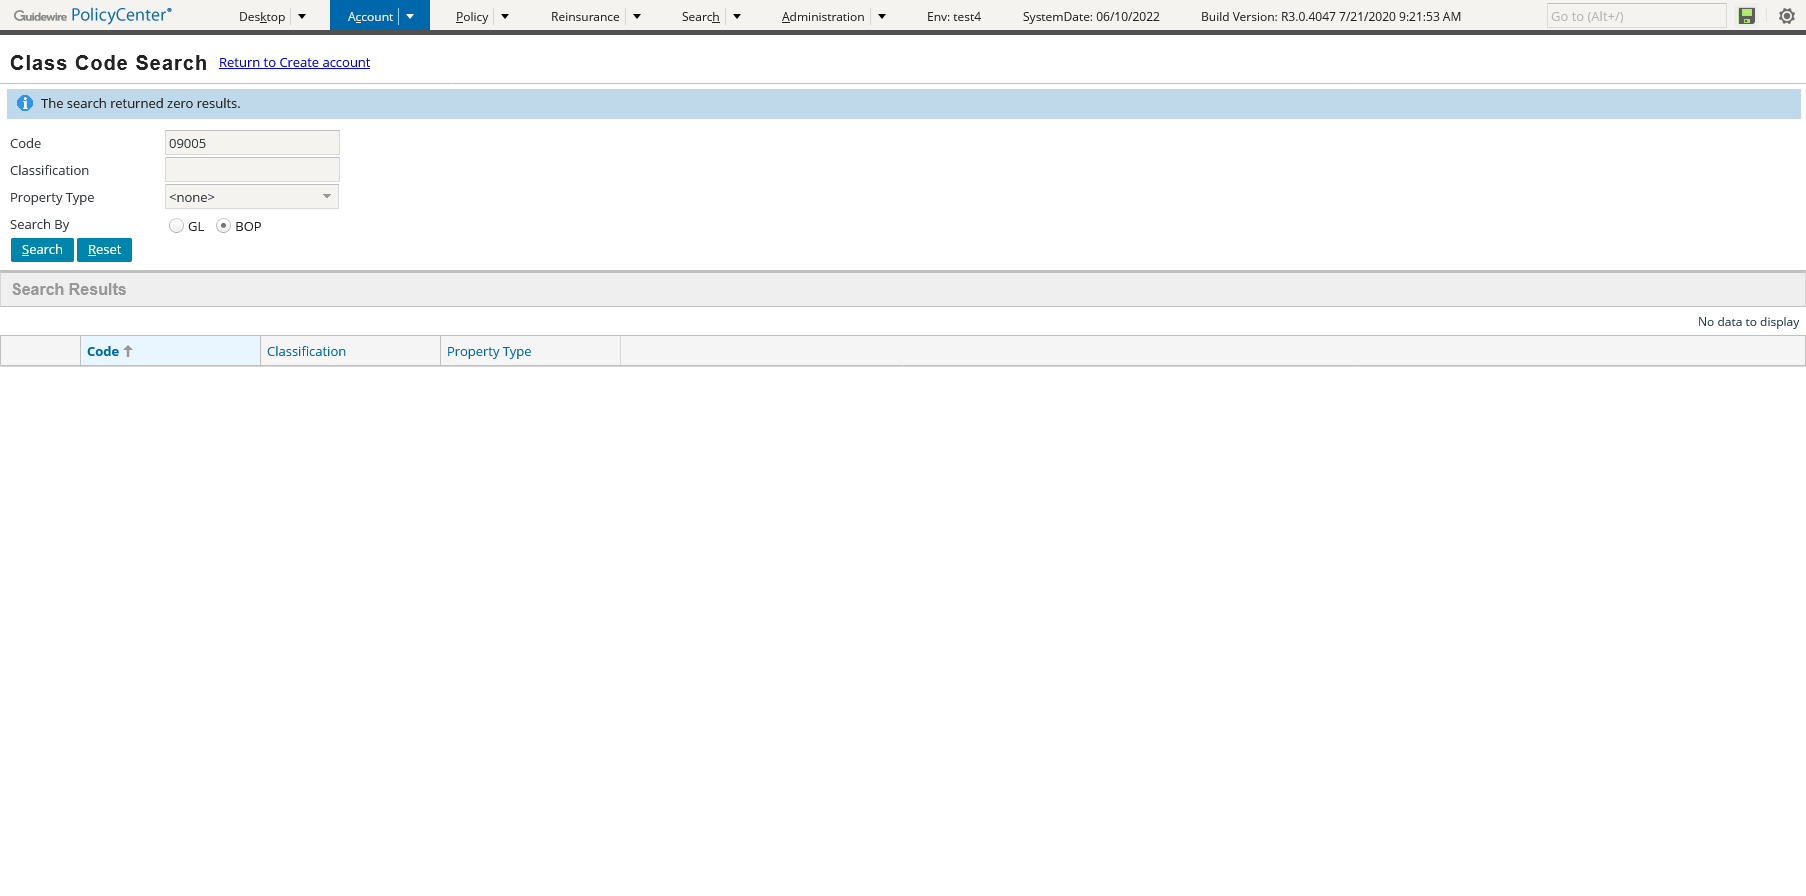 Guidewire PolicyCenter® Desktop Account Policy Reinsurance Search Administration Env: test4 SystemDate: 06/10/2022 Build Version: R3.0.4047 7/21/2020 9:21:53 AM Go to (Alt+/)
Class Code Search Return to Create account
The search returned zero results.
Code 09005
Classification
Property Type <none>
Search By GL BOP
Search Reset
Search Results
No data to display
Code Classification Property Type